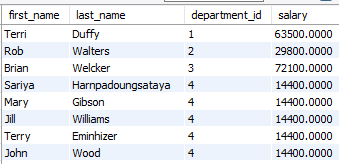 first_name last_name department_id salary
Terri Duffy 1 63500.0000
Rob Walters 2 29800.0000
Brian Welcker 3 72100.0000
Sariya Harnpadoungsataya 4 14400.0000
Mary Gibson 4 14400.0000
Jill Williams 4 14400.0000
Terry Eminhizer 4 14400.0000
John Wood 4 14400.0000